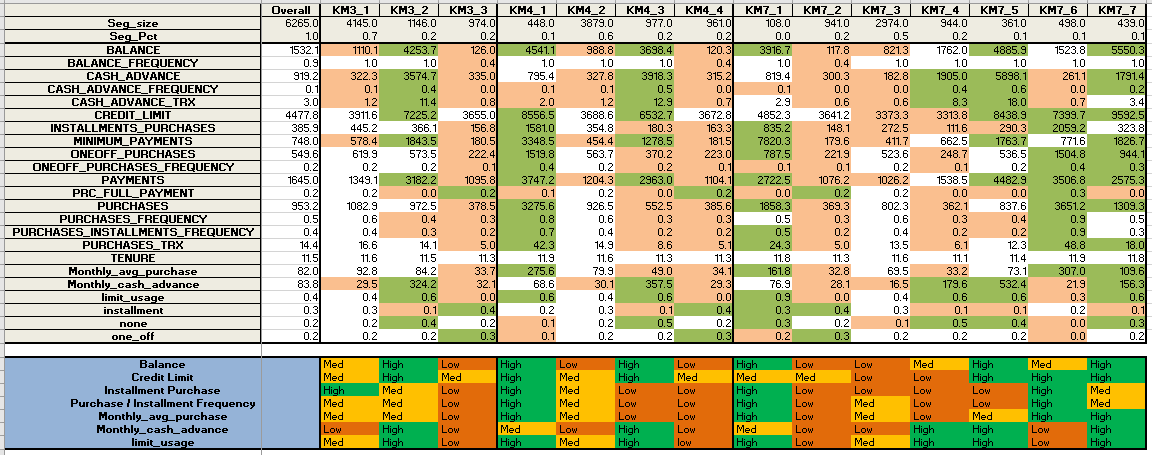 Overall KM3_1 KM3_2 KM3_3 KM4_1 KM4_2 KM4_3 KM4_4 KM7_1 KM7_2 KM7_3 KM7_4 KM7_5 KM7_6 KM7_7
Seg_size 6265.0 4145.0 1146.0 974.0 448.0 3879.0 977.0 961.0 108.0 941.0 2974.0 944.0 361.0 498.0 439.0
Seg_Pct 1.0 0.7 0.2 0.2 0.1 0.6 0.2 0.2 0.0 0.2 0.5 0.2 0.1 0.1 0.1
BALANCE 1532.1 1110.1 4253.7 126.0 4541.1 988.8 3698.4 120.3 3916.7 117.8 821.3 1762.0 4885.9 1523.8 5550.3
BALANCE_FREQUENCY 0.9 1.0 1.0 0.4 1.0 1.0 1.0 0.4 1.0 0.4 1.0 1.0 1.0 1.0 1.0
CASH_ADVANCE 919.2 322.3 3574.7 335.0 795.4 327.8 3918.3 315.2 819.4 300.3 182.8 1905.0 5898.1 261.1 1791.4
CASH_ADVANCE_FREQUENCY 0.1 0.1 0.4 0.0 0.1 0.1 0.5 0.0 0.1 0.0 0.0 0.4 0.6 0.0 0.2
CASH_ADVANCE_TRX 3.0 1.2 11.4 0.8 2.0 1.2 12.9 0.7 2.9 0.6 0.6 8.3 18.0 0.7 3.4
CREDIT_LIMIT 4477.8 3911.6 7225.2 3655.0 8556.5 3688.6 6532.7 3672.8 4852.3 3641.2 3373.3 3313.8 8438.9 7399.7 9592.5
INSTALLMENTS_PURCHASES 385.9 445.2 366.1 156.8 1581.0 354.8 180.3 163.3 835.2 148.1 272.5 111.6 290.3 2059.2 323.8
MINIMUM_PAYMENTS 748.0 578.4 1843.5 180.5 3348.5 454.4 1278.5 181.5 7820.3 179.6 411.7 662.5 1763.7 771.6 1826.7
ONEOFF_PURCHASES 549.6 619.9 573.5 222.4 1519.8 563.7 370.2 223.0 787.5 221.9 523.6 248.7 536.5 1504.8 944.1
ONEOFF_PURCHASES_FREQUENCY 0.2 0.2 0.2 0.1 0.4 0.2 0.2 0.1 0.2 0.1 0.2 0.1 0.2 0.4 0.3
PAYMENTS 1645.0 1349.1 3182.2 1095.8 3747.2 1204.3 2963.0 1104.1 2722.5 1076.2 1026.2 1538.5 4482.9 3506.8 2575.3
PRC_FULL_PAYMENT 0.2 0.2 0.0 0.2 0.1 0.2 0.0 0.2 0.0 0.2 0.2 0.0 0.0 0.3 0.0
PURCHASES 953.2 1082.9 972.5 378.5 3275.6 926.5 552.5 385.6 1858.3 369.3 802.3 362.1 837.6 3651.2 1309.3
PURCHASES_FREQUENCY 0.5 0.6 0.4 0.3 0.8 0.6 0.3 0.3 0.5 0.3 0.6 0.3 0.4 0.9 0.5
PURCHASES_INSTALLMENTS_FREQUENCY 0.4 0.4 0.3 0.2 0.7 0.4 0.2 0.2 0.5 0.2 0.4 0.2 0.2 0.9 0.3
PURCHASES_TRX 14.4 16.6 14.1 5.0 42.3 14.9 8.6 5.1 24.3 5.0 13.5 6.1 12.3 48.8 18.0
TENURE 11.5 11.6 11.5 11.3 11.9 11.6 11.3 11.3 11.8 11.3 11.6 11.1 11.4 11.9 11.8
Monthly_avg_purchase 82.0 92.8 84.2 33.7 275.6 79.9 49.0 34.1 161.8 32.8 69.5 33.2 73.1 307.0 109.6
Monthly_cash_advance 83.8 29.5 324.2 32.1 68.6 30.1 357.5 29.3 76.9 28.1 16.5 179.6 532.4 21.9 156.3
limit_usage 0.4 0.4 0.6 0.0 0.6 0.4 0.6 0.0 0.9 0.0 0.4 0.6 0.6 0.3 0.6
installment 0.3 0.3 0.1 0.4 0.3 0.3 0.1 0.4 0.3 0.4 0.3 0.1 0.1 0.2 0.1
none 0.2 0.2 0.4 0.2 0.1 0.2 0.5 0.2 0.3 0.2 0.1 0.5 0.4 0.0 0.3
one_off 0.2 0.2 0.2 0.3 0.1 0.2 0.2 0.3 0.2 0.3 0.2 0.2 0.2 0.0 0.3
Balance Med High Low High Low High Low High Low Low Med High Med High
Credit Limit Med High Med High Med High Med Med Med Low Low High High High
Installment Purchase High Med Low High Med Low Low High Low Low Low Low High Med
Purchase / Installment Frequency Med Med Low High Med Low Low High Low Med Low Low High Med
Monthly_avg_purchase Med Med Low High Med Low Low High Low Med Low Med High High
Monthly_cash_advance Low High Low Med Low High Low Med Low Low High High Low High
limit_usage Med High Low High Med High low High Low Med High High Low High